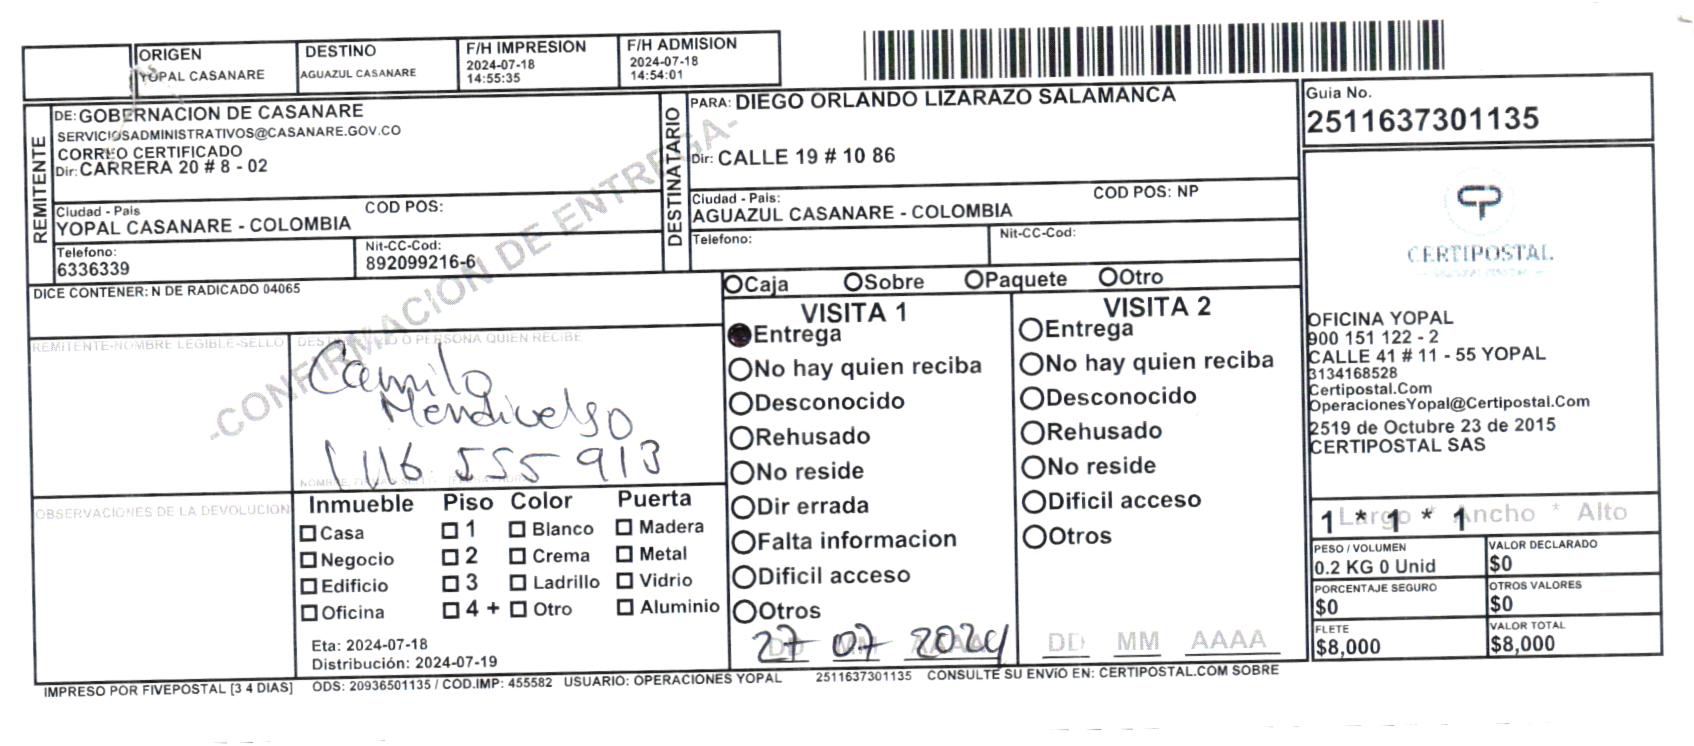 ORIGEN
YOPAL CASANARE
DESTINO
AGUAZUL CASANARE
F/H IMPRESION
2024-07-18
14:55:35
F/H ADMISION
2024-07-18
14:54:01
REMITENTE
DE: GOBERNACION DE CASANARE
SERVICIOSADMINISTRATIVOS@CASANARE.GOV.CO
CORREO CERTIFICADO
Dir: CARRERA 20 # 8 - 02
Ciudad - Pais
COD POS:
YOPAL CASANARE - COLOMBIA
Telefono:
6336339
Nit-CC-Cod:
892099216-6
DESTINATARIO
PARA: DIEGO ORLANDO LIZARAZO SALAMANCA
Dir: CALLE 19 # 10 86
Ciudad - Pais:
COD POS: NP
AGUAZUL CASANARE - COLOMBIA
Telefono:
Nit-CC-Cod:
Guia No.
2511637301135
CERTIPOSTAL
OFICINA YOPAL
900 151 122 - 2
CALLE 41 # 11 - 55 YOPAL
3134168528
Certipostal.Com
OperacionesYopal@Certipostal.Com
2519 de Octubre 23 de 2015
CERTIPOSTAL SAS
DICE CONTENER: N DE RADICADO 04065
-CONFIRMACION DE ENTREGA-
REMITENTE-NOMBRE LEGIBLE-SELLO
O PERSONA QUIEN RECIBE
Camilo
Mendivelso
1116 555 913
OBSERVACIONES DE LA DEVOLUCION
Inmueble
Casa
Negocio
Edificio
Oficina
Piso
1
2
3
4 +
Color
Blanco
Crema
Ladrillo
Otro
Puerta
Madera
Metal
Vidrio
Aluminio
Eta: 2024-07-18
Distribución: 2024-07-19
Caja Sobre Paquete Otro
VISITA 1
Entrega
No hay quien reciba
Desconocido
Rehusado
No reside
Dir errada
Falta informacion
Dificil acceso
Otros
DD MM AAAA
27 07 2024
VISITA 2
Entrega
No hay quien reciba
Desconocido
Rehusado
No reside
Dificil acceso
Otros
DD MM AAAA
Largo * Ancho * Alto
1 * 1 * 1
PESO / VOLUMEN
0.2 KG 0 Unid
VALOR DECLARADO
$0
PORCENTAJE SEGURO
$0
OTROS VALORES
$0
FLETE
$8,000
VALOR TOTAL
$8,000
IMPRESO POR FIVEPOSTAL [3 4 DIAS] ODS: 20936501135 / COD.IMP: 455582 USUARIO: OPERACIONES YOPAL 2511637301135 CONSULTE SU ENVIO EN: CERTIPOSTAL.COM SOBRE